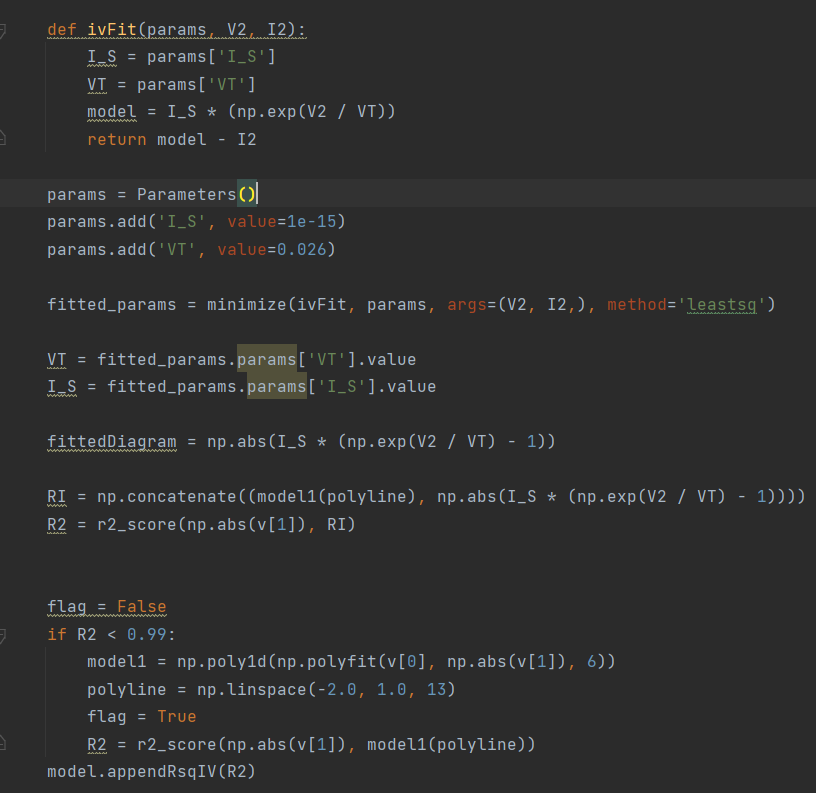 def ivFit(params, V2, I2):
    I_S = params['I_S']
    VT = params['VT']
    model = I_S * (np.exp(V2 / VT))
    return model - I2
params = Parameters()
params.add('I_S', value=1e-15)
params.add('VT', value=0.026)
fitted_params = minimize(ivFit, params, args=(V2, I2,), method='leastsq')
VT = fitted_params.params['VT'].value
I_S = fitted_params.params['I_S'].value
fittedDiagram = np.abs(I_S * (np.exp(V2 / VT) - 1))
RI = np.concatenate((model1(polyline), np.abs(I_S * (np.exp(V2 / VT) - 1))))
R2 = r2_score(np.abs(v[1]), RI)
flag = False
if R2 < 0.99:
    model1 = np.poly1d(np.polyfit(v[0], np.abs(v[1]), 6))
    polyline = np.linspace(-2.0, 1.0, 13)
    flag = True
    R2 = r2_score(np.abs(v[1]), model1(polyline))
model.appendRsqIV(R2)